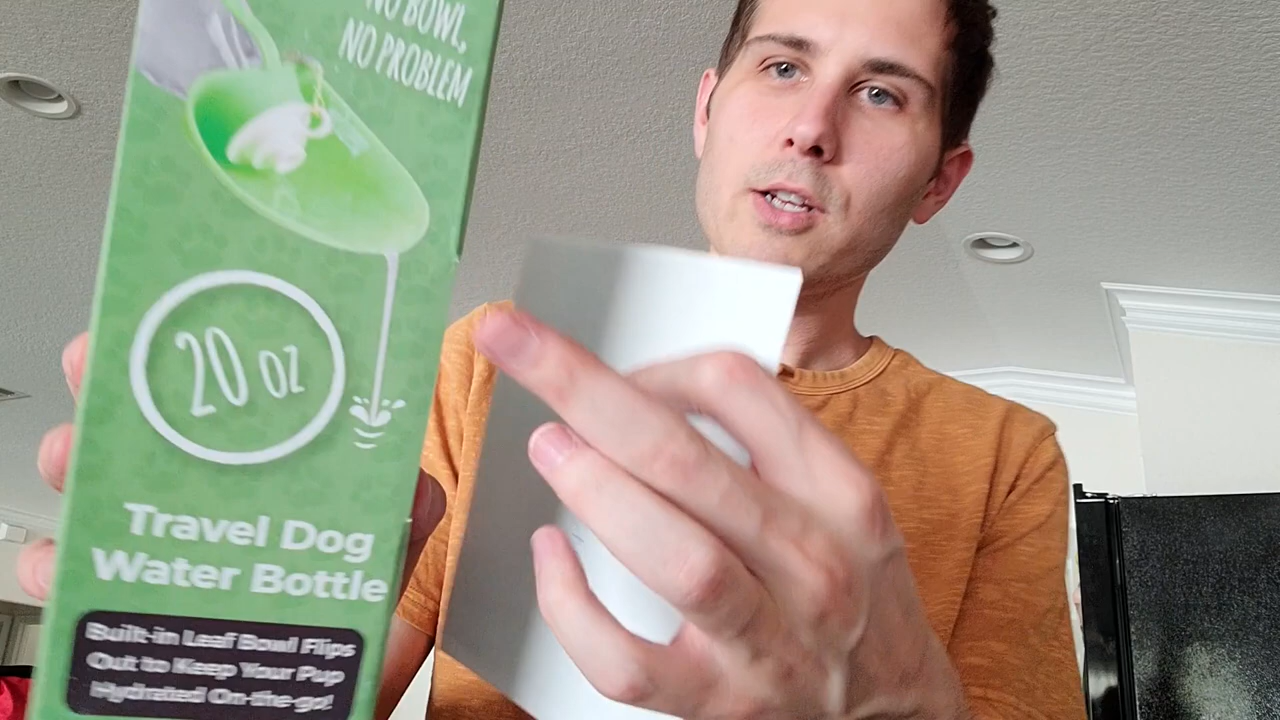 NO BOWL,
NO PROBLEM
20 OZ
Travel Dog
Water Bottle
Built-in Leaf Bowl Flips
Out to Keep Your Pup
Hydrated On-the-go!